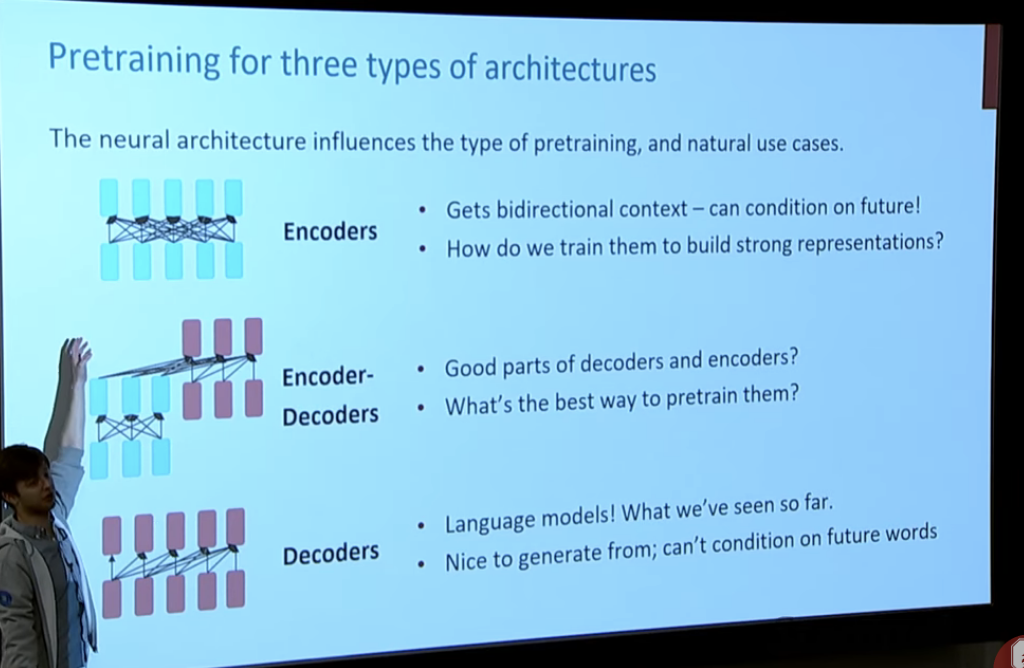 Pretraining for three types of architectures
The neural architecture influences the type of pretraining, and natural use cases.
Encoders
• Gets bidirectional context – can condition on future!
• How do we train them to build strong representations?
Encoder-
Decoders
• Good parts of decoders and encoders?
• What's the best way to pretrain them?
Decoders
• Language models! What we've seen so far.
• Nice to generate from; can't condition on future words